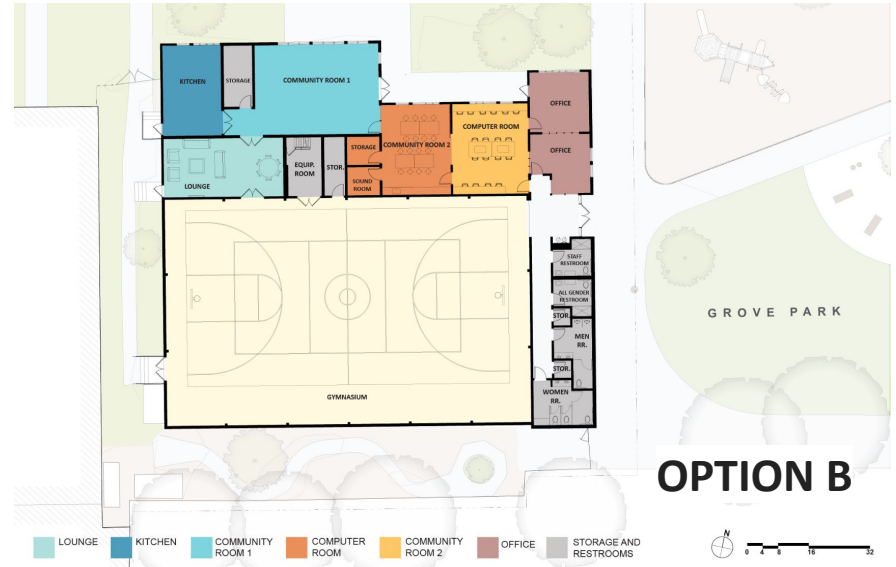 KITCHEN
STORAGE
COMMUNITY ROOM 1
OFFICE
COMPUTER ROOM
STORAGE
COMMUNITY ROOM 2
OFFICE
EQUIP.
ROOM
STOR.
LOUNGE
SOUND
ROOM
STAFF
RESTROOM
ALL GENDER
RESTROOM
STOR.
MEN
RR.
STOR.
WOMEN
RR.
GYMNASIUM
GROVE PARK
OPTION B
LOUNGE
KITCHEN
COMMUNITY
ROOM 1
COMPUTER
ROOM
COMMUNITY
ROOM 2
OFFICE
STORAGE AND
RESTROOMS
N
0 4 8 16 32